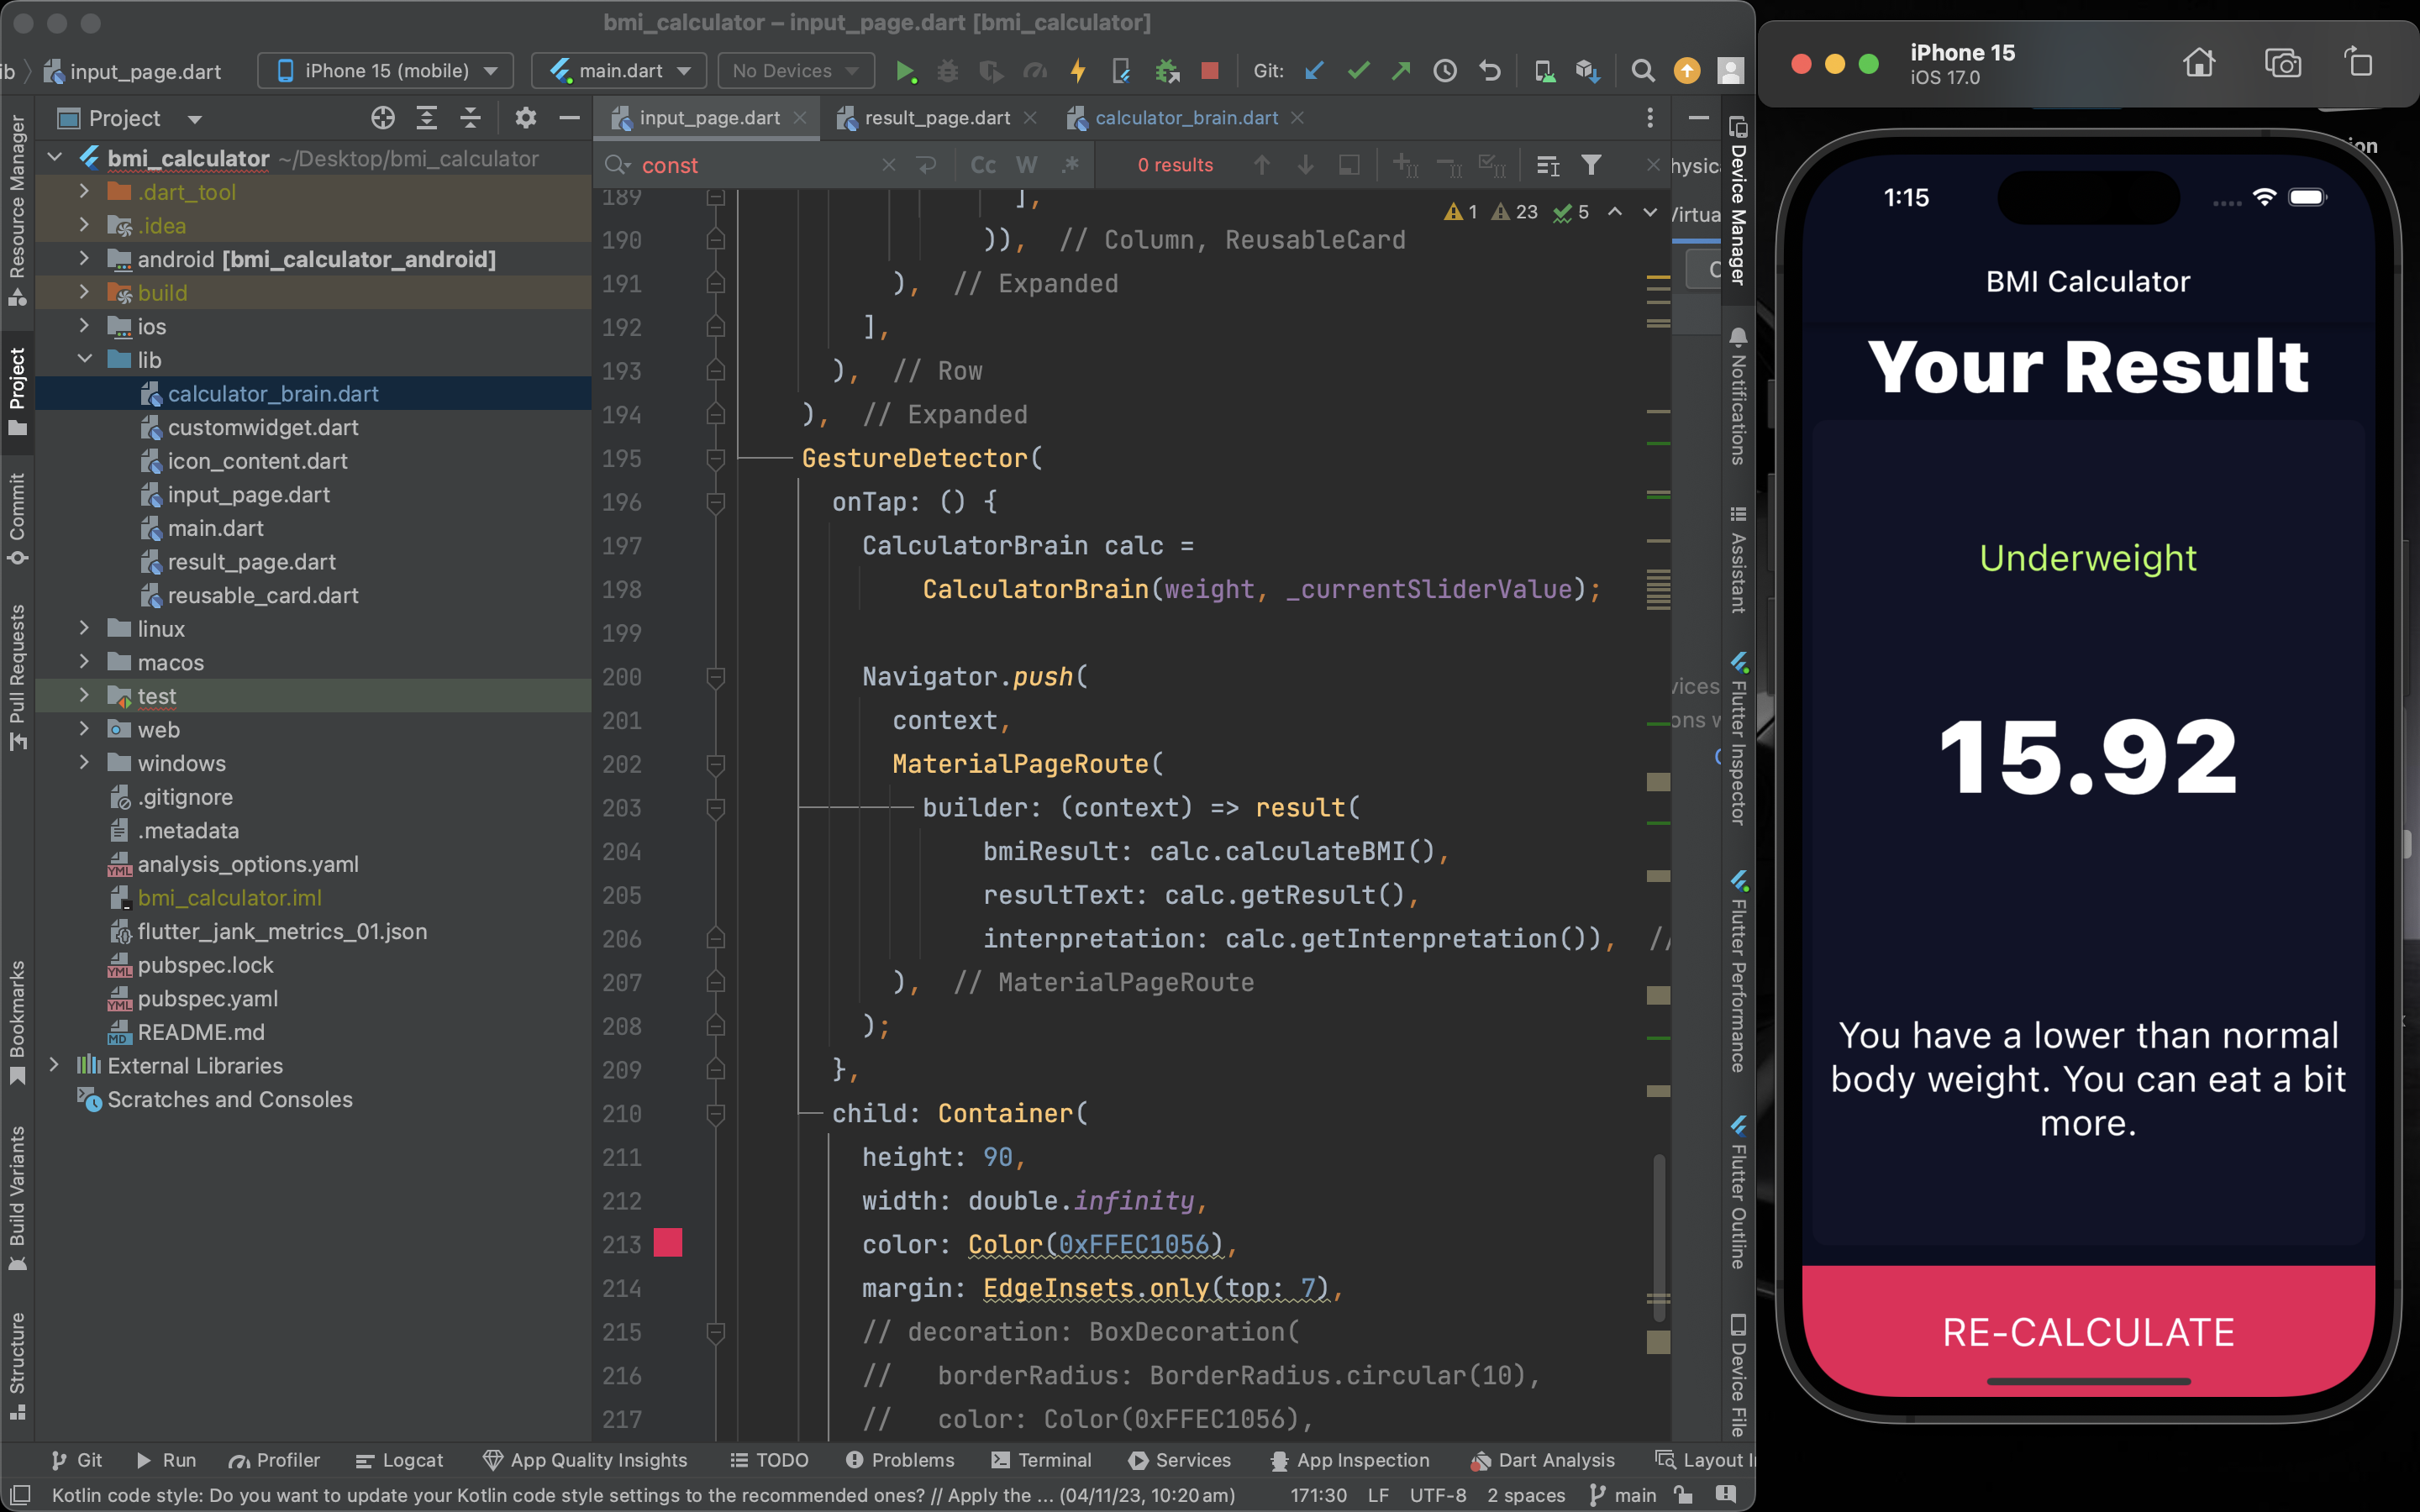 bmi_calculator – input_page.dart [bmi_calculator]
ib
input_page.dart
iPhone 15 (mobile)
main.dart
No Devices
Git:
Resource Manager
Project
Commit
Pull Requests
Bookmarks
Build Variants
Structure
Project
bmi_calculator ~/Desktop/bmi_calculator
.dart_tool
.idea
android [bmi_calculator_android]
build
ios
lib
calculator_brain.dart
customwidget.dart
icon_content.dart
input_page.dart
main.dart
result_page.dart
reusable_card.dart
linux
macos
test
web
windows
.gitignore
.metadata
analysis_options.yaml
bmi_calculator.iml
flutter_jank_metrics_01.json
pubspec.lock
pubspec.yaml
README.md
External Libraries
Scratches and Consoles
input_page.dart
result_page.dart
calculator_brain.dart
const
Cc
W
.*
0 results
1
23
5
189 ],
190 )), // Column, ReusableCard
191 ), // Expanded
192 ],
193 ), // Row
194 ), // Expanded
195 GestureDetector(
196 onTap: () {
197 CalculatorBrain calc =
198 CalculatorBrain(weight, _currentSliderValue);
199
200 Navigator.push(
201 context,
202 MaterialPageRoute(
203 builder: (context) => result(
204 bmiResult: calc.calculateBMI(),
205 resultText: calc.getResult(),
206 interpretation: calc.getInterpretation()), //
207 ), // MaterialPageRoute
208 );
209 },
210 child: Container(
211 height: 90,
212 width: double.infinity,
213 color: Color(0xFFEC1056),
214 margin: EdgeInsets.only(top: 7),
215 // decoration: BoxDecoration(
216 // borderRadius: BorderRadius.circular(10),
217 // color: Color(0xFFEC1056),
hysic
Virtua
vices
ons w
Device Manager
Notifications
Assistant
Flutter Inspector
Flutter Performance
Flutter Outline
Device File
Git
Run
Profiler
Logcat
App Quality Insights
TODO
Problems
Terminal
Services
App Inspection
Dart Analysis
Layout I
Kotlin code style: Do you want to update your Kotlin code style settings to the recommended ones? // Apply the ... (04/11/23, 10:20 am)
171:30
LF
UTF-8
2 spaces
main
iPhone 15
iOS 17.0
ion
1:15
BMI Calculator
Your Result
Underweight
15.92
You have a lower than normal
body weight. You can eat a bit
more.
RE-CALCULATE